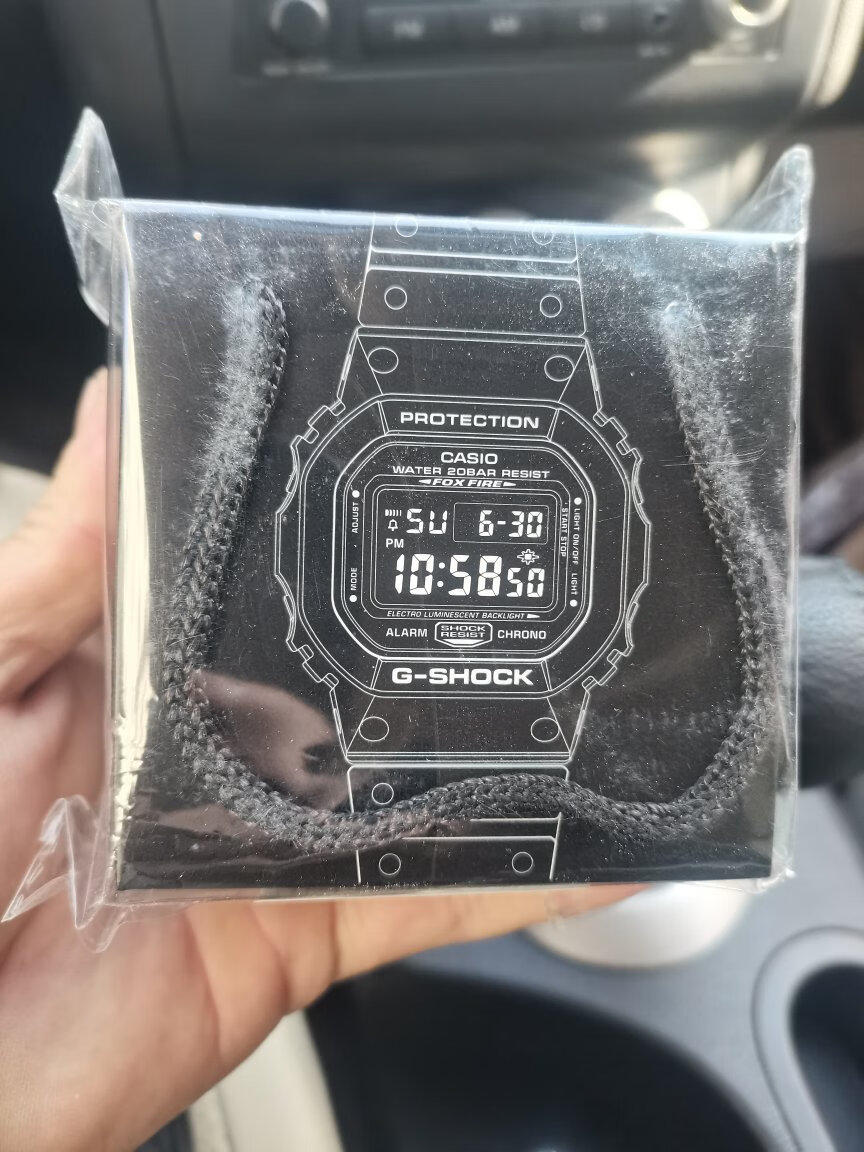 PROTECTION
CASIO
WATER 20BAR RESIST
FOX FIRE
ADJUST
MODE
SU 6-30
PM
10:58 50
LIGHT ON/OFF
START STOP
LIGHT
ELECTRO LUMINESCENT BACKLIGHT
ALARM SHOCK RESIST CHRONO
G-SHOCK